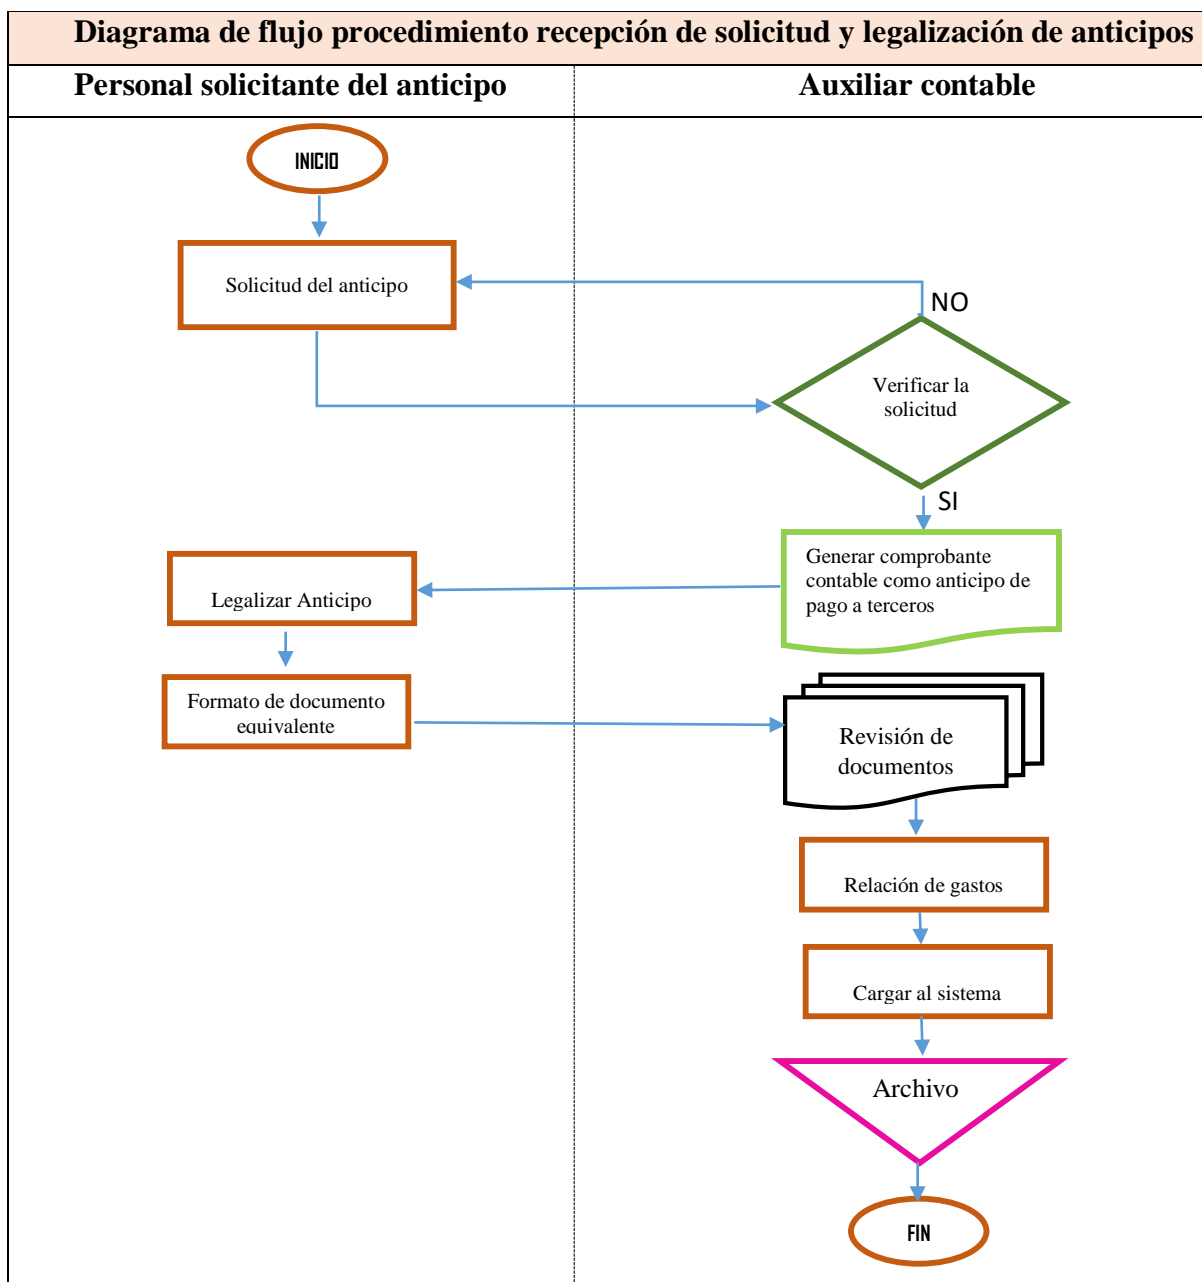 Diagrama de flujo procedimiento recepción de solicitud y legalización de anticipos
Personal solicitante del anticipo
Auxiliar contable
INICIO
Solicitud del anticipo
NO
Verificar la
solicitud
SI
Generar comprobante
contable como anticipo de
pago a terceros
Legalizar Anticipo
Formato de documento
equivalente
Revisión de
documentos
Relación de gastos
Cargar al sistema
Archivo
FIN